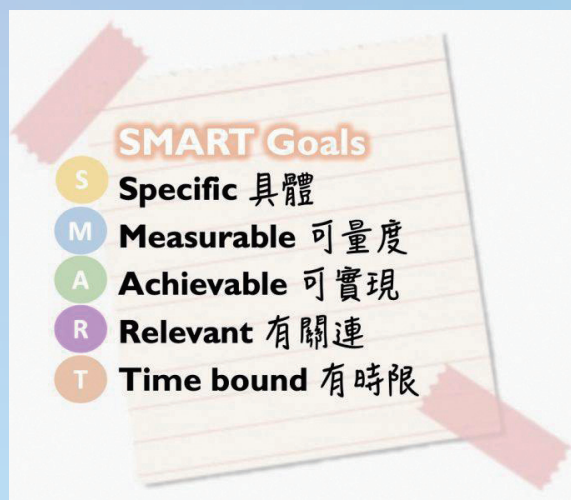 SMART Goals
S Specific 具體
M Measurable 可量度
A Achievable 可實現
R Relevant 有關連
T Time bound 有時限